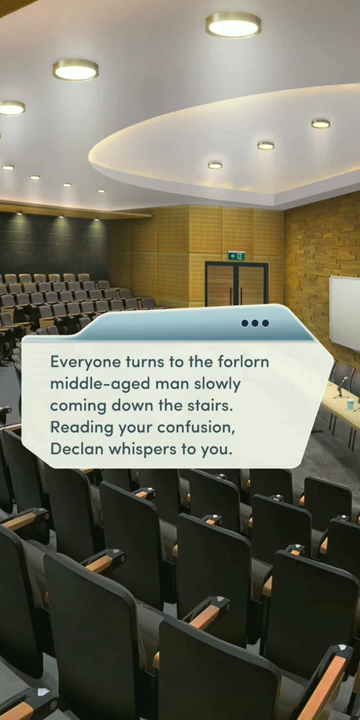 Everyone turns to the forlorn
middle-aged man slowly
coming down the stairs.
Reading your confusion,
Declan whispers to you.